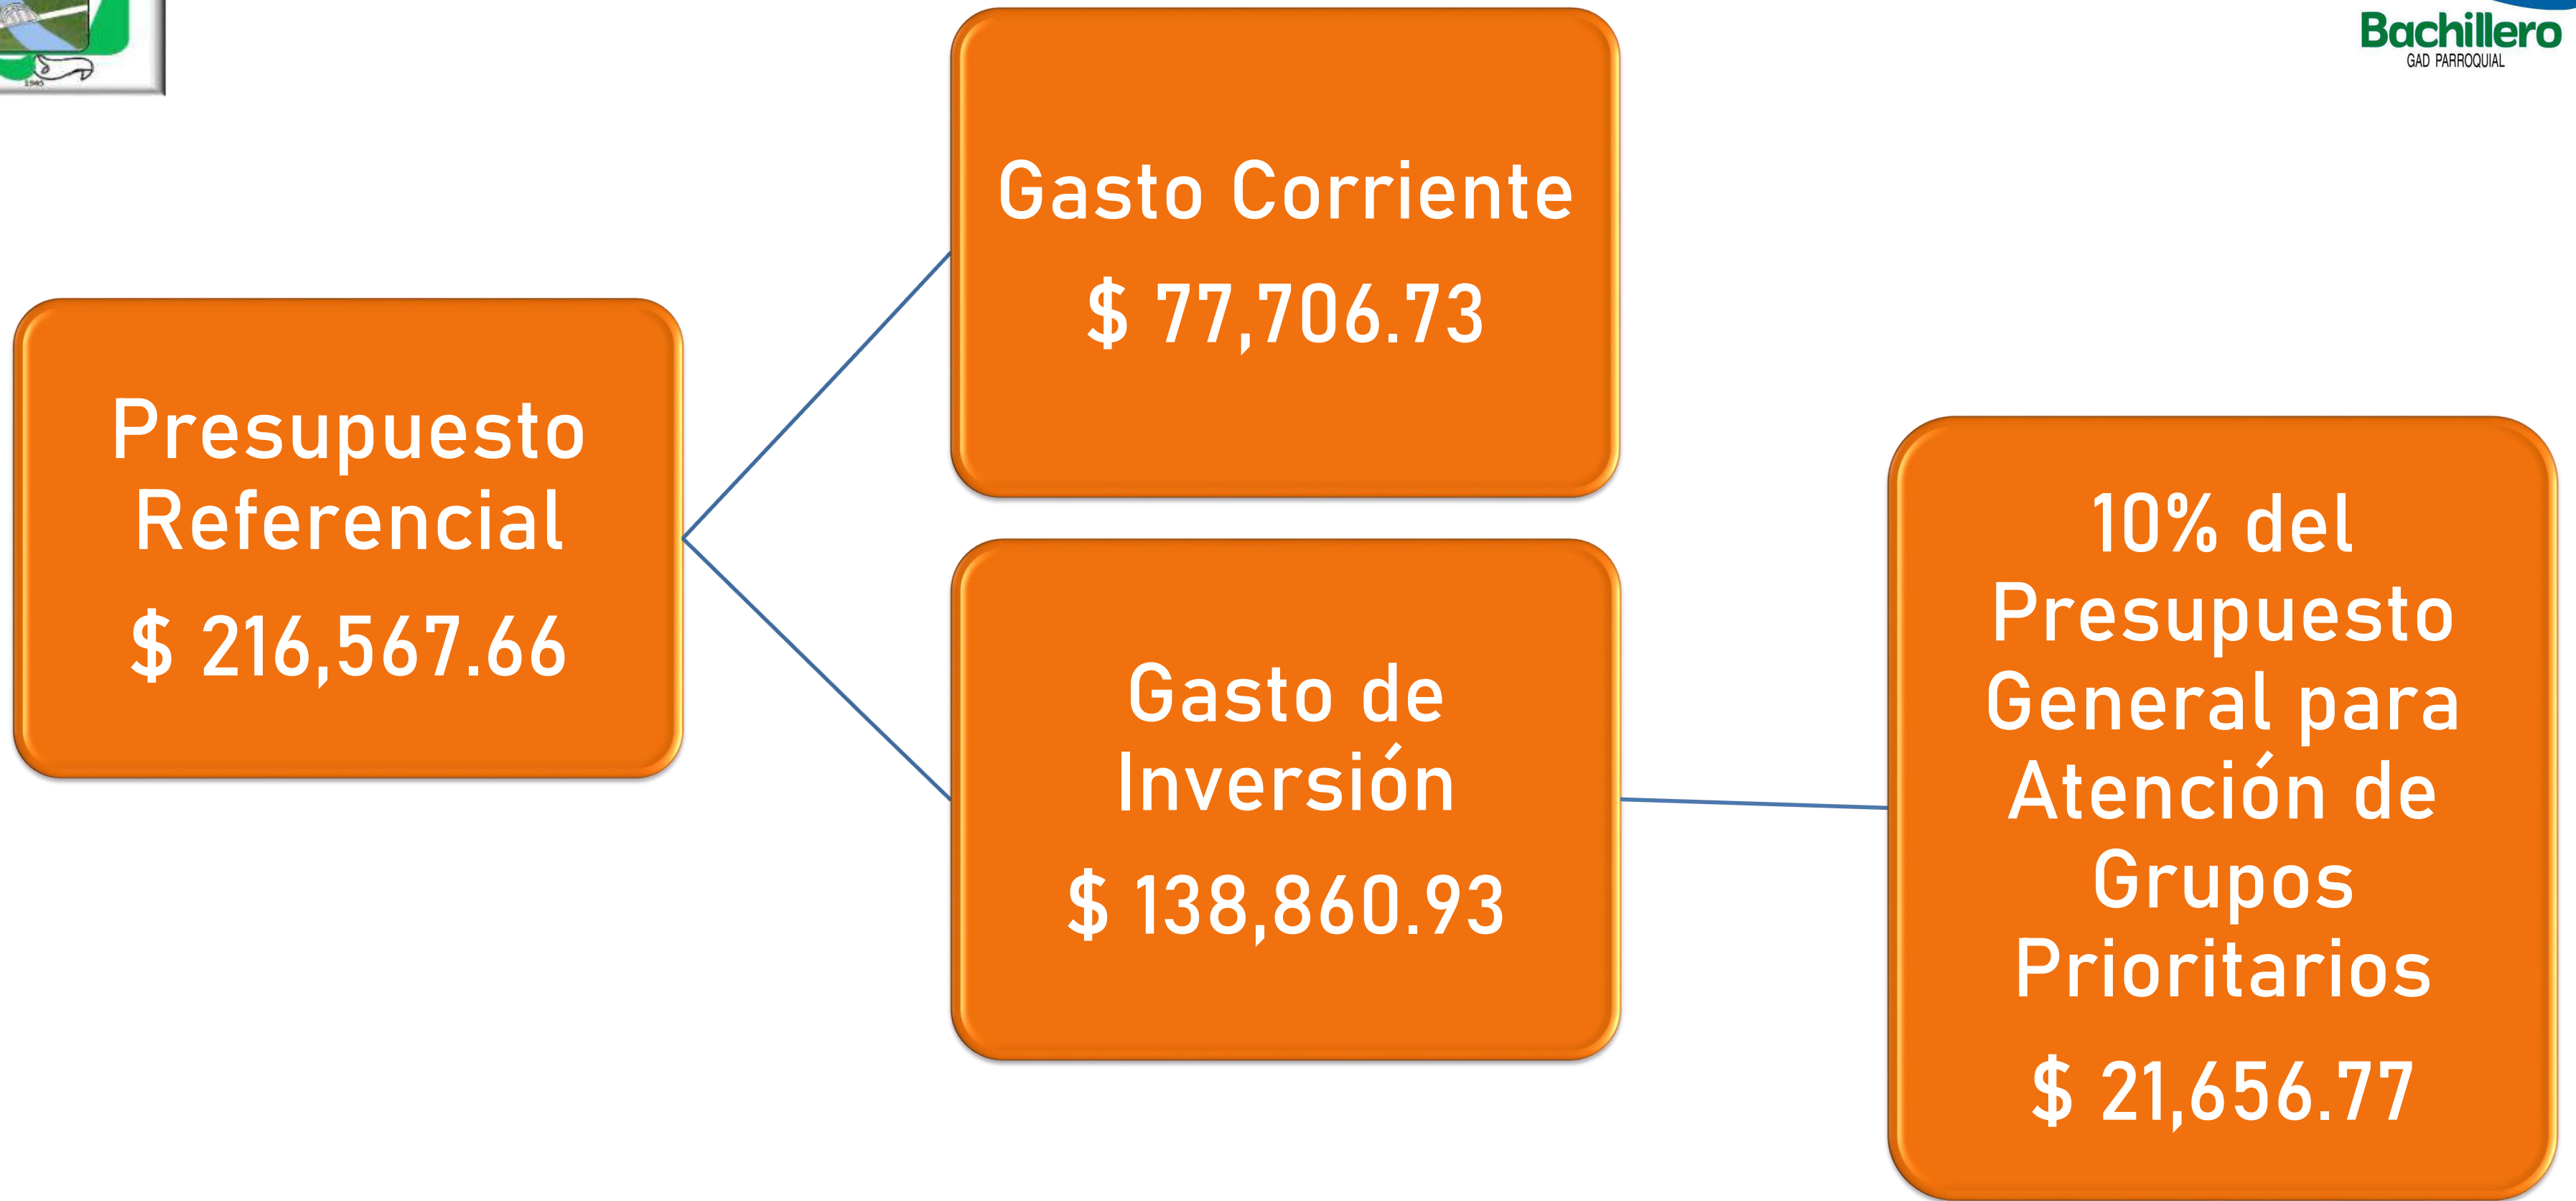 1945
Bachillero
GAD PARROQUIAL
Presupuesto
Referencial
$ 216,567.66
Gasto Corriente
$ 77,706.73
Gasto de
Inversión
$ 138,860.93
10% del
Presupuesto
General para
Atención de
Grupos
Prioritarios
$ 21,656.77